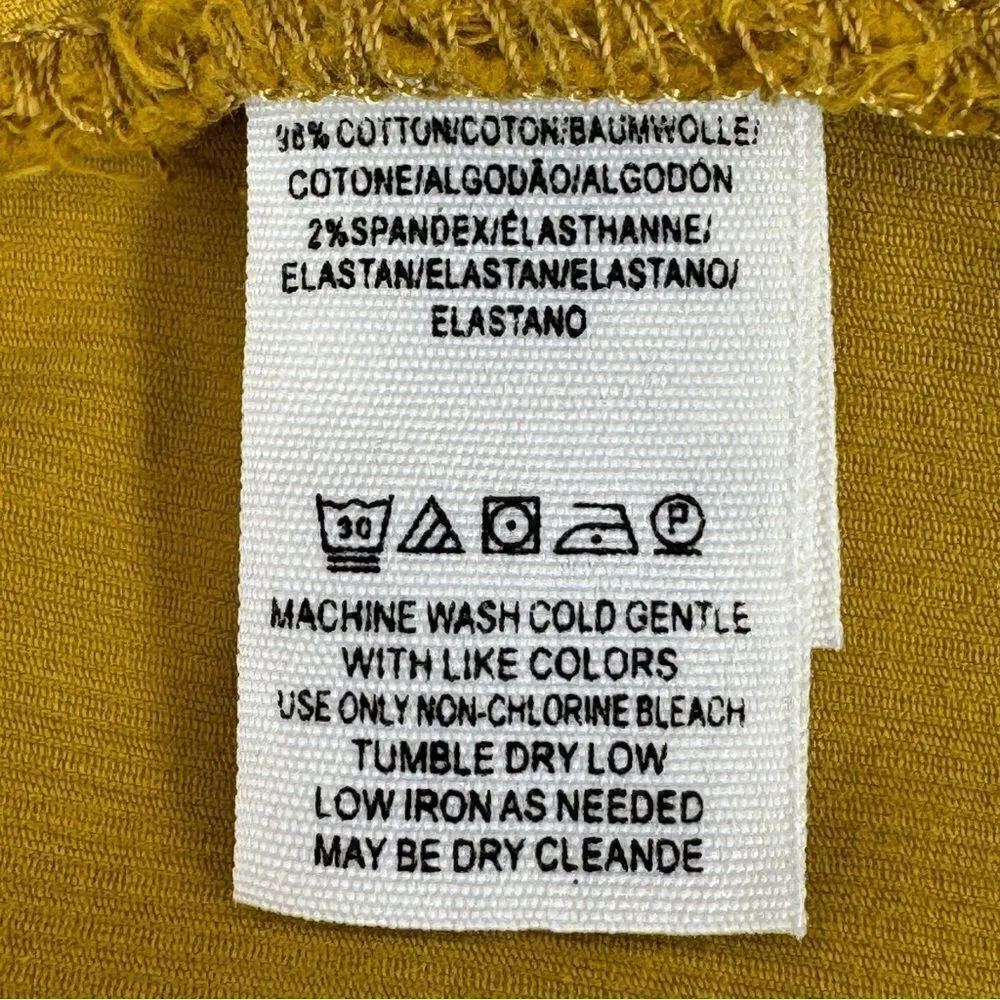 98% COTTON/COTON/BAUMWOLLE/
COTONE/ALGODÃO/ALGODÓN
2%SPANDEX/ÉLASTHANNE/
ELASTAN/ELASTAN/ELASTANO/
ELASTANO
30 P
MACHINE WASH COLD GENTLE
WITH LIKE COLORS
USE ONLY NON-CHLORINE BLEACH
TUMBLE DRY LOW
LOW IRON AS NEEDED
MAY BE DRY CLEANDE